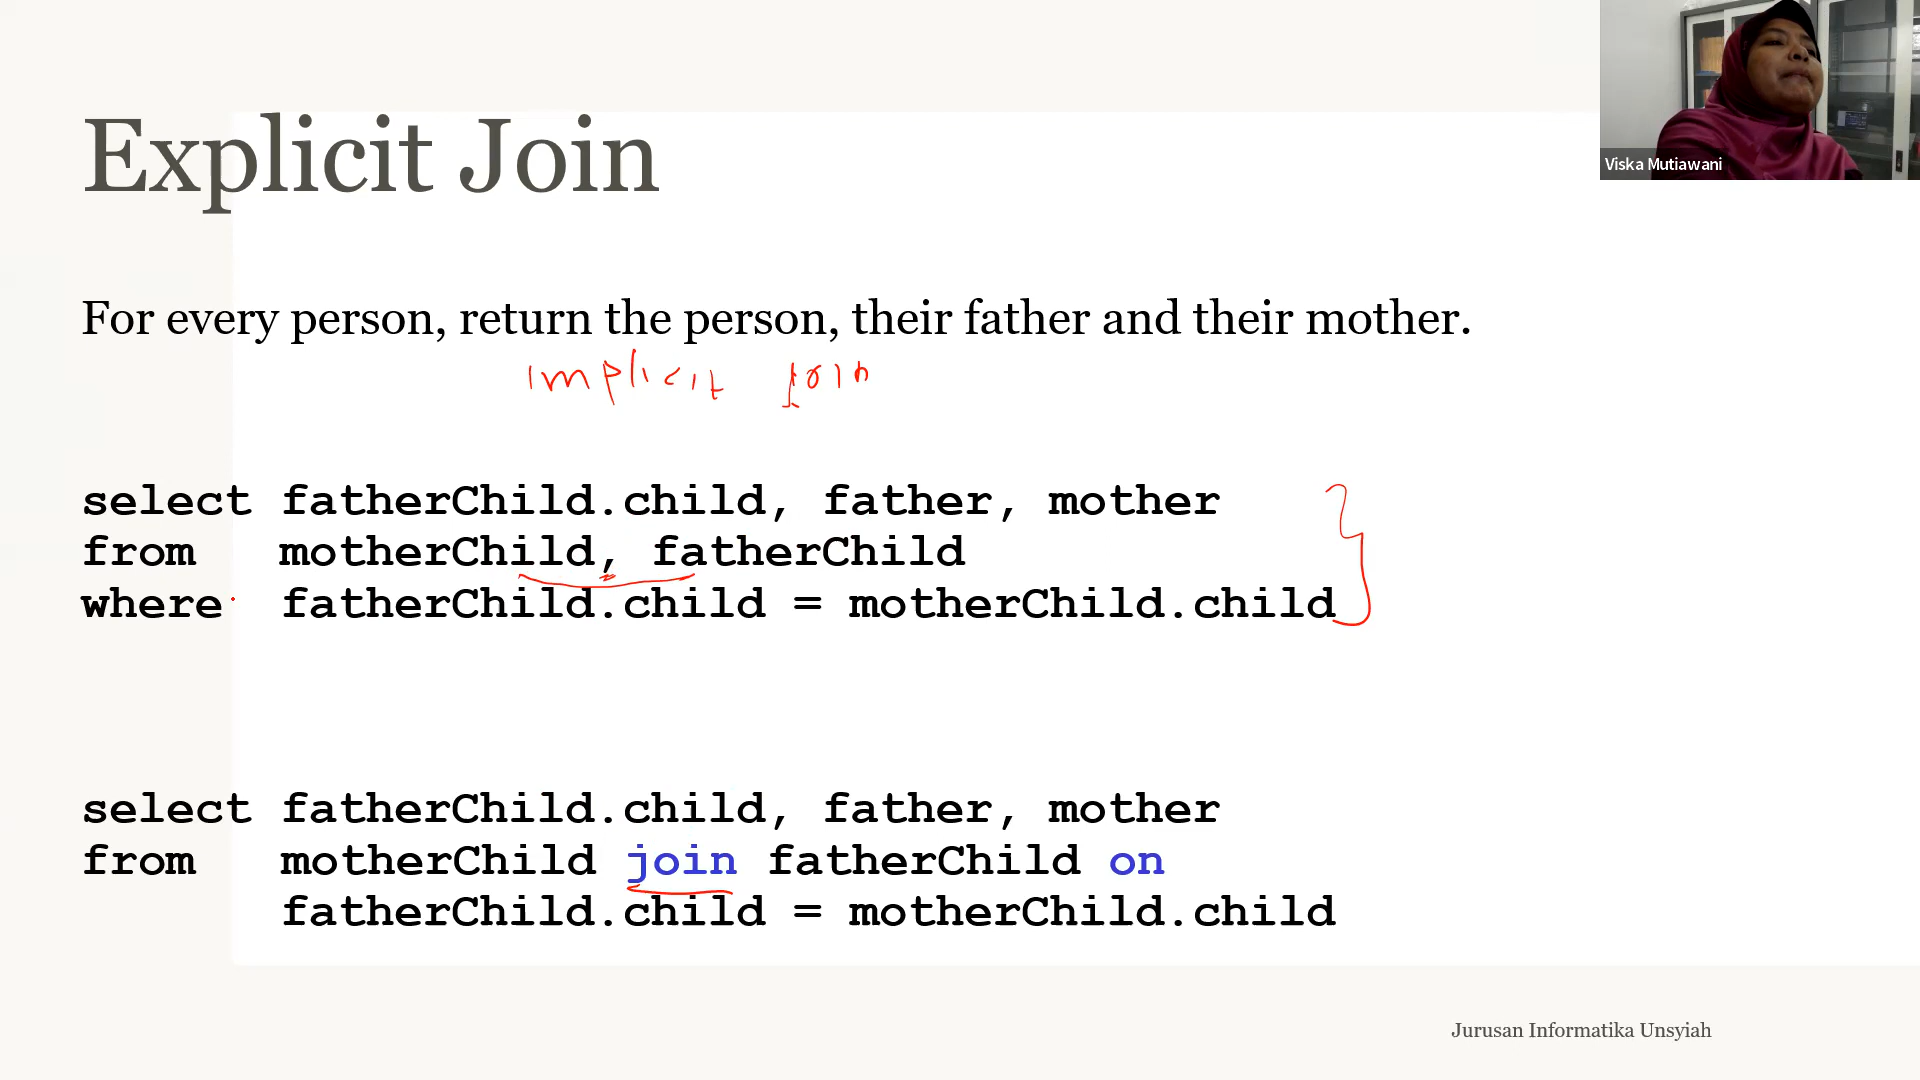 Viska Mutiawani
Explicit Join
For every person, return the person, their father and their mother.
implicit join
select fatherChild.child, father, mother
from motherChild, fatherChild
where fatherChild.child = motherChild.child
select fatherChild.child, father, mother
from motherChild join fatherChild on
fatherChild.child = motherChild.child
Jurusan Informatika Unsyiah